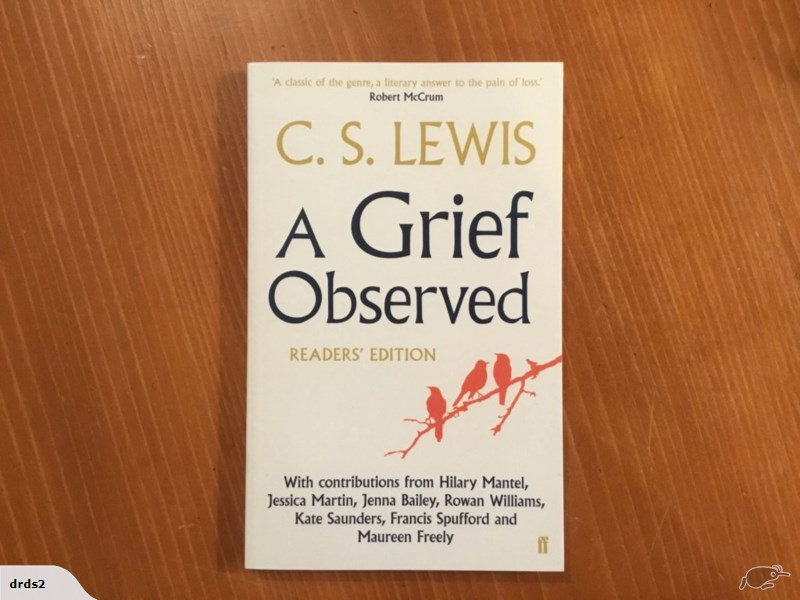 'A classic of the genre, a literary answer to the pain of loss.'
Robert McCrum
C. S. LEWIS
A Grief
Observed
READERS' EDITION
With contributions from Hilary Mantel,
Jessica Martin, Jenna Bailey, Rowan Williams,
Kate Saunders, Francis Spufford and
Maureen Freely
ff
drds2